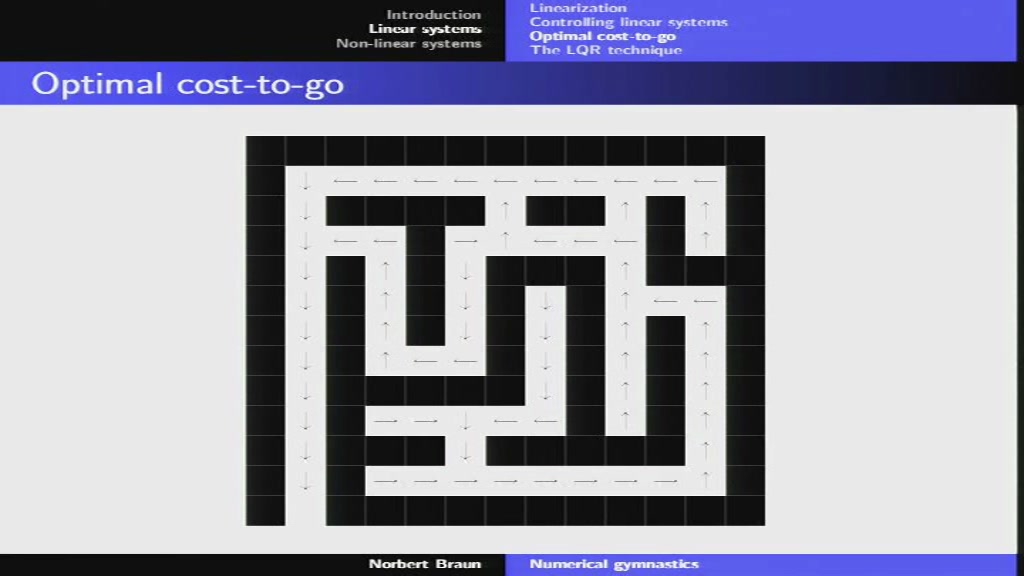 Introduction
Linear systems
Non-linear systems
Linearization
Controlling linear systems
Optimal cost-to-go
The LQR technique
Optimal cost-to-go
Norbert Braun
Numerical gymnastics